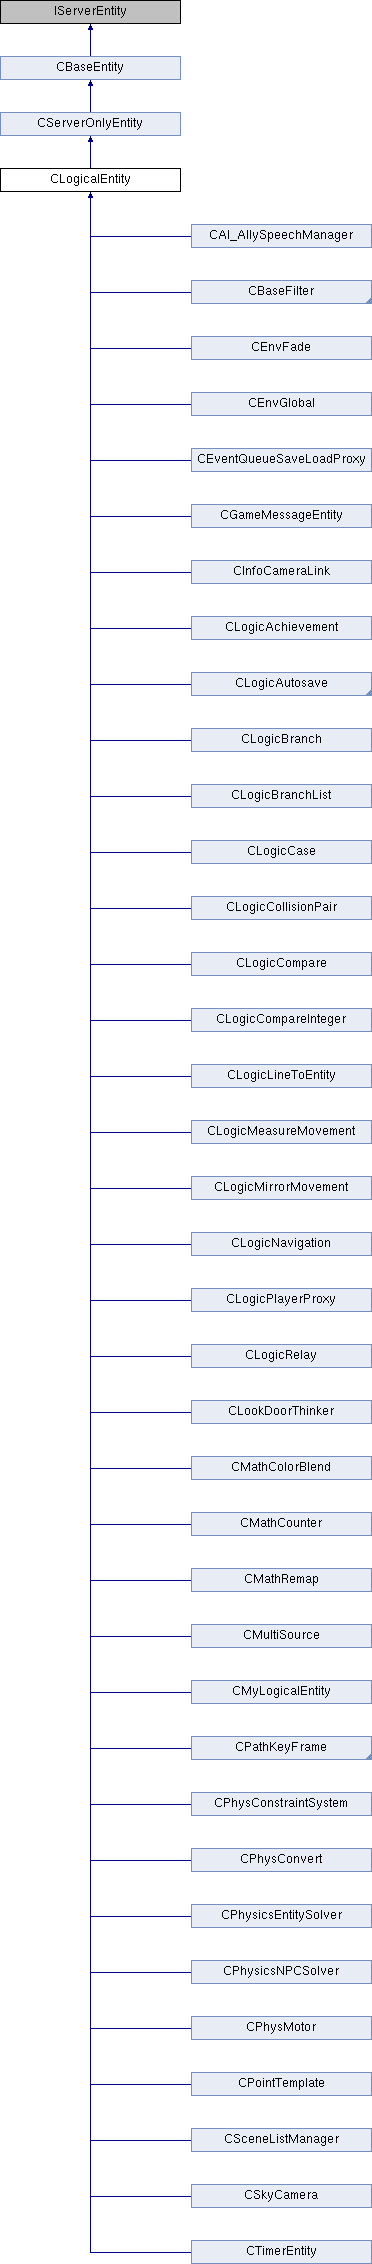 IServerEntity
CBaseEntity
CServerOnlyEntity
CLogicalEntity
CAI_AllySpeechManager
CBaseFilter
CEnvFade
CEnvGlobal
CEventQueueSaveLoadProxy
CGameMessageEntity
CInfoCameraLink
CLogicAchievement
CLogicAutosave
CLogicBranch
CLogicBranchList
CLogicCase
CLogicCollisionPair
CLogicCompare
CLogicCompareInteger
CLogicLineToEntity
CLogicMeasureMovement
CLogicMirrorMovement
CLogicNavigation
CLogicPlayerProxy
CLogicRelay
CLookDoorThinker
CMathColorBlend
CMathCounter
CMathRemap
CMultiSource
CMyLogicalEntity
CPathKeyFrame
CPhysConstraintSystem
CPhysConvert
CPhysicsEntitySolver
CPhysicsNPCSolver
CPhysMotor
CPointTemplate
CSceneListManager
CSkyCamera
CTimerEntity